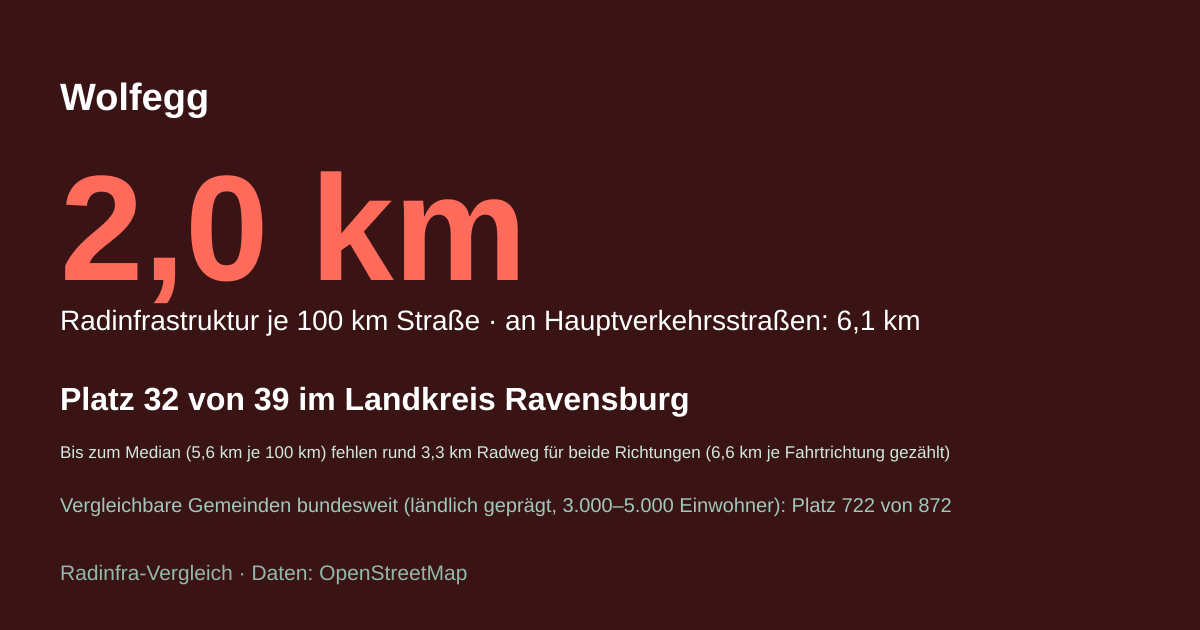 Wolfegg
2,0 km
Radinfrastruktur je 100 km Straße · an Hauptverkehrsstraßen: 6,1 km
Platz 32 von 39 im Landkreis Ravensburg
Bis zum Median (5,6 km je 100 km) fehlen rund 3,3 km Radweg für beide Richtungen (6,6 km je Fahrtrichtung gezählt)
Vergleichbare Gemeinden bundesweit (ländlich geprägt, 3.000–5.000 Einwohner): Platz 722 von 872
Radinfra-Vergleich · Daten: OpenStreetMap